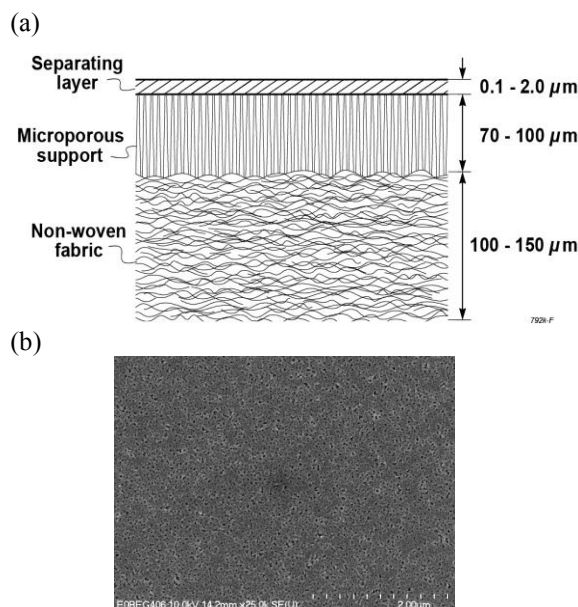 (a)
Separating
layer
0.1 - 2.0 µm
Microporous
support
70 - 100 µm
Non-woven
fabric
100 - 150 µm
792k-F
(b)
E0BEG406 10.0kV 14.2mm x25.0k SE(U)
2.00µm